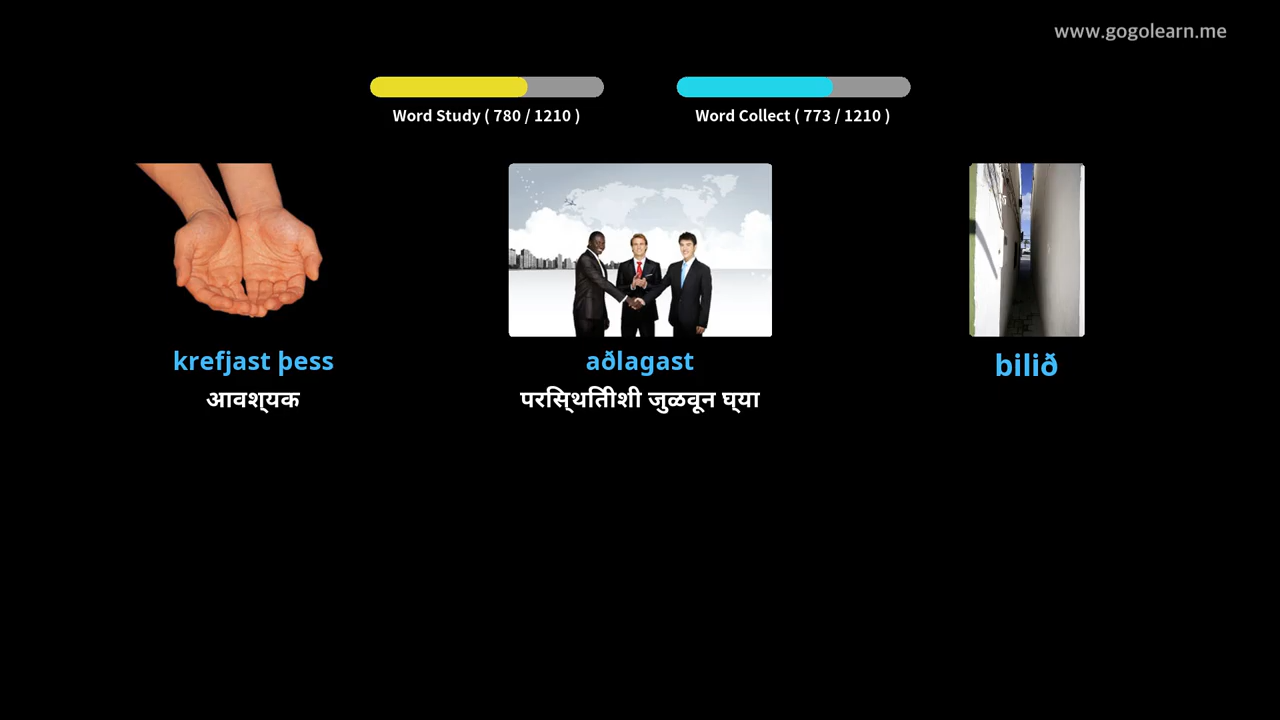 www.gogolearn.me
Word Study ( 780 / 1210 )
Word Collect ( 773 / 1210 )
krefjast þess
आवश्यक
aðlagast
परिस्थितीशी जुळवून घ्या
bilið